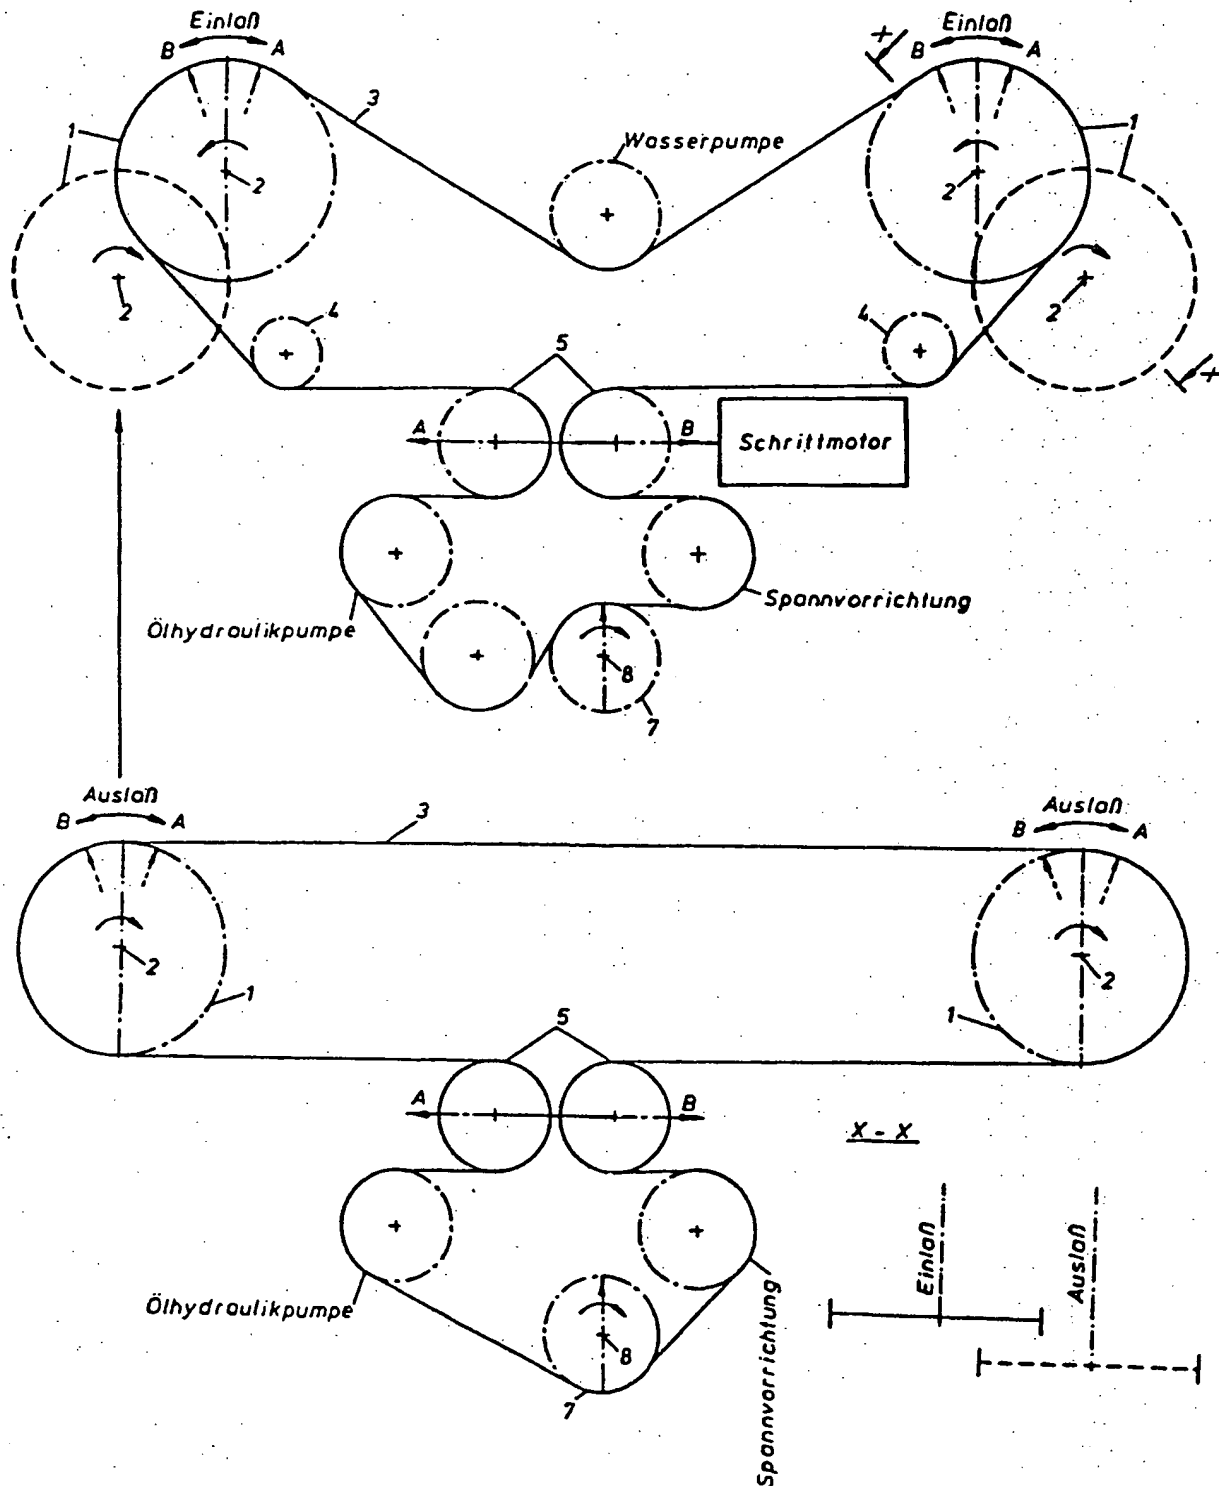 Einlaß
B A
Einlaß
B A
x
3
1
1
Wasserpumpe
2
2
2
2
4
4
5
x
A
B
Schrittmotor
Ölhydraulikpumpe
Spannvorrichtung
8
7
Auslaß
B A
3
Auslaß
B A
2
1
2
1
5
A
B
X - X
Einlaß
Auslaß
Ölhydraulikpumpe
8
7
Spannvorrichtung